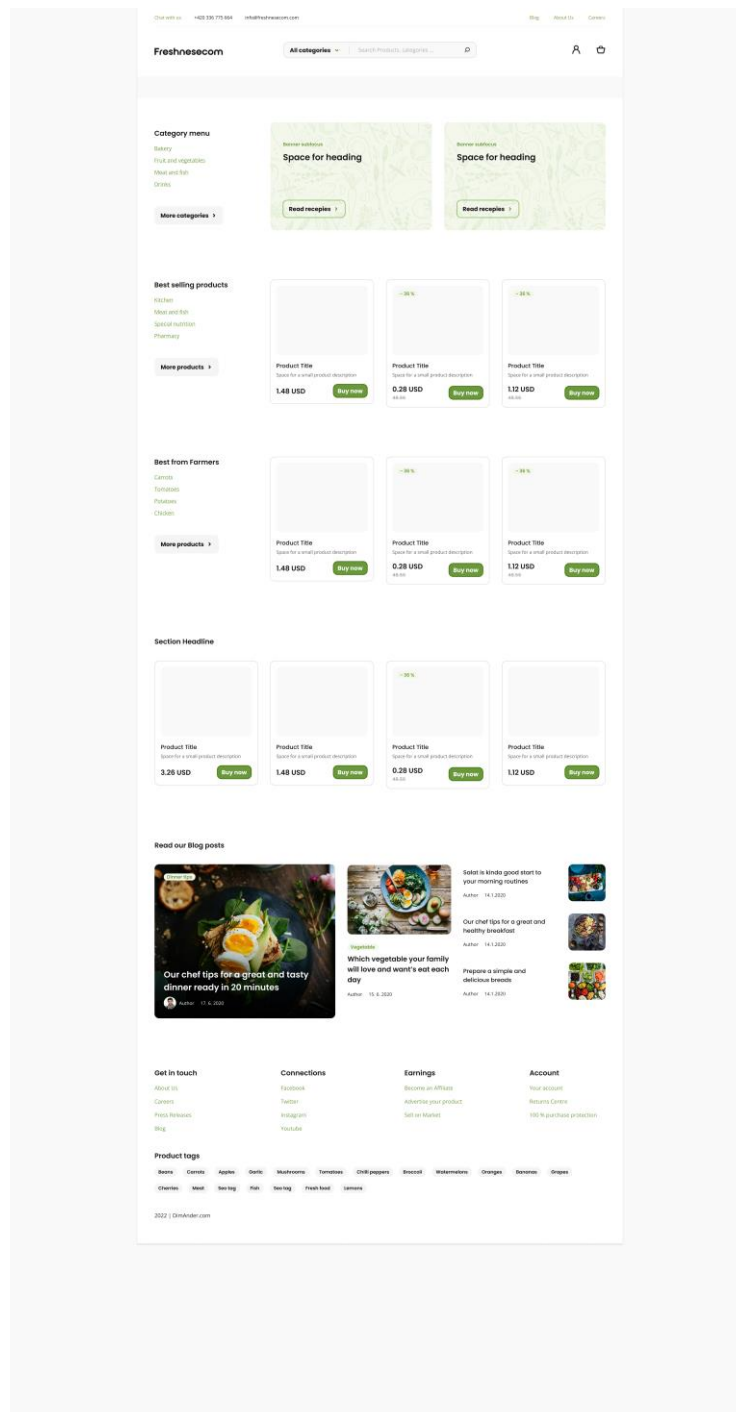 Chat with us +420 336 775 664 info@freshnesecom.com
Blog About Us Careers
Freshnesecom
All categories
Search Products, categories ...
Category menu
Bakery
Fruit and vegetables
Meat and fish
Drinks
More categories >
Banner subfocus
Space for heading
Read recepies >
Banner subfocus
Space for heading
Read recepies >
Best selling products
Kitchen
Meat and fish
Special nutrition
Pharmacy
More products >
Product Title
Space for a small product description
1.48 USD
Buy now
- 36 %
Product Title
Space for a small product description
0.28 USD
Buy now
- 36 %
Product Title
Space for a small product description
1.12 USD
Buy now
Best from Farmers
Carrots
Tomatoes
Potatoes
Chicken
More products >
Product Title
Space for a small product description
1.48 USD
Buy now
- 36 %
Product Title
Space for a small product description
0.28 USD
Buy now
- 36 %
Product Title
Space for a small product description
1.12 USD
Buy now
Section Headline
Product Title
Space for a small product description
3.26 USD
Buy now
Product Title
Space for a small product description
1.48 USD
Buy now
- 36 %
Product Title
Space for a small product description
0.28 USD
Buy now
Product Title
Space for a small product description
1.12 USD
Buy now
Read our Blog posts
Dinner tips
Our chef tips for a great and tasty
dinner ready in 20 minutes
Author 17. 6. 2020
Vegetable
Which vegetable your family
will love and want's eat each
day
Author 15. 6. 2020
Salat is kinda good start to
your morning routines
Author 14.1.2020
Our chef tips for a great and
healthy breakfast
Author 14.1.2020
Prepare a simple and
delicious breads
Author 14.1.2020
Get in touch
About Us
Careers
Press Releases
Blog
Connections
Facebook
Twitter
Instagram
Youtube
Earnings
Become an Affiliate
Advertise your product
Sell on Market
Account
Your account
Returns Centre
100 % purchase protection
Product tags
Beans Carrots Apples Garlic Mushrooms Tomatoes Chilli peppers Broccoli Watermelons Oranges Bananas Grapes
Cherries Meat Seo tag Fish Seo tag Fresh food Lemons
2022 | DimAnder.com